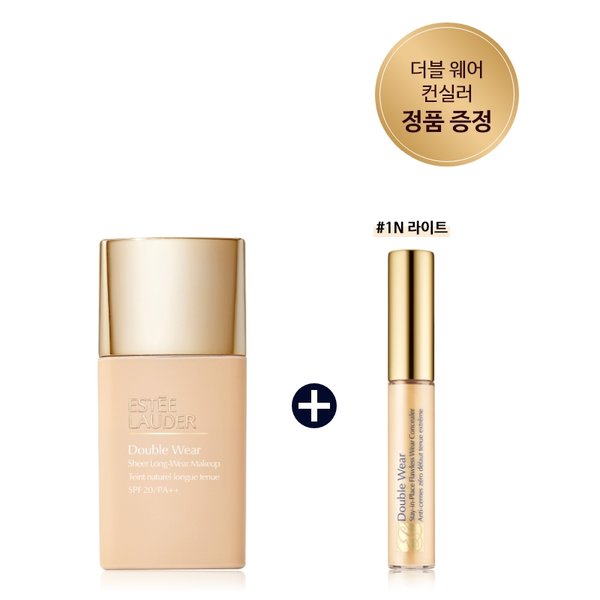 더블 웨어
컨실러
정품 증정
#1N 라이트
ESTĒE
LAUDER
Double Wear
Sheer Long-Wear Makeup
Teint naturel longue tenue
SPF 20/PA++
Double Wear
Stay-in-Place Flawless Wear Concealer
Anti-cernes zéro défaut tenue extrême